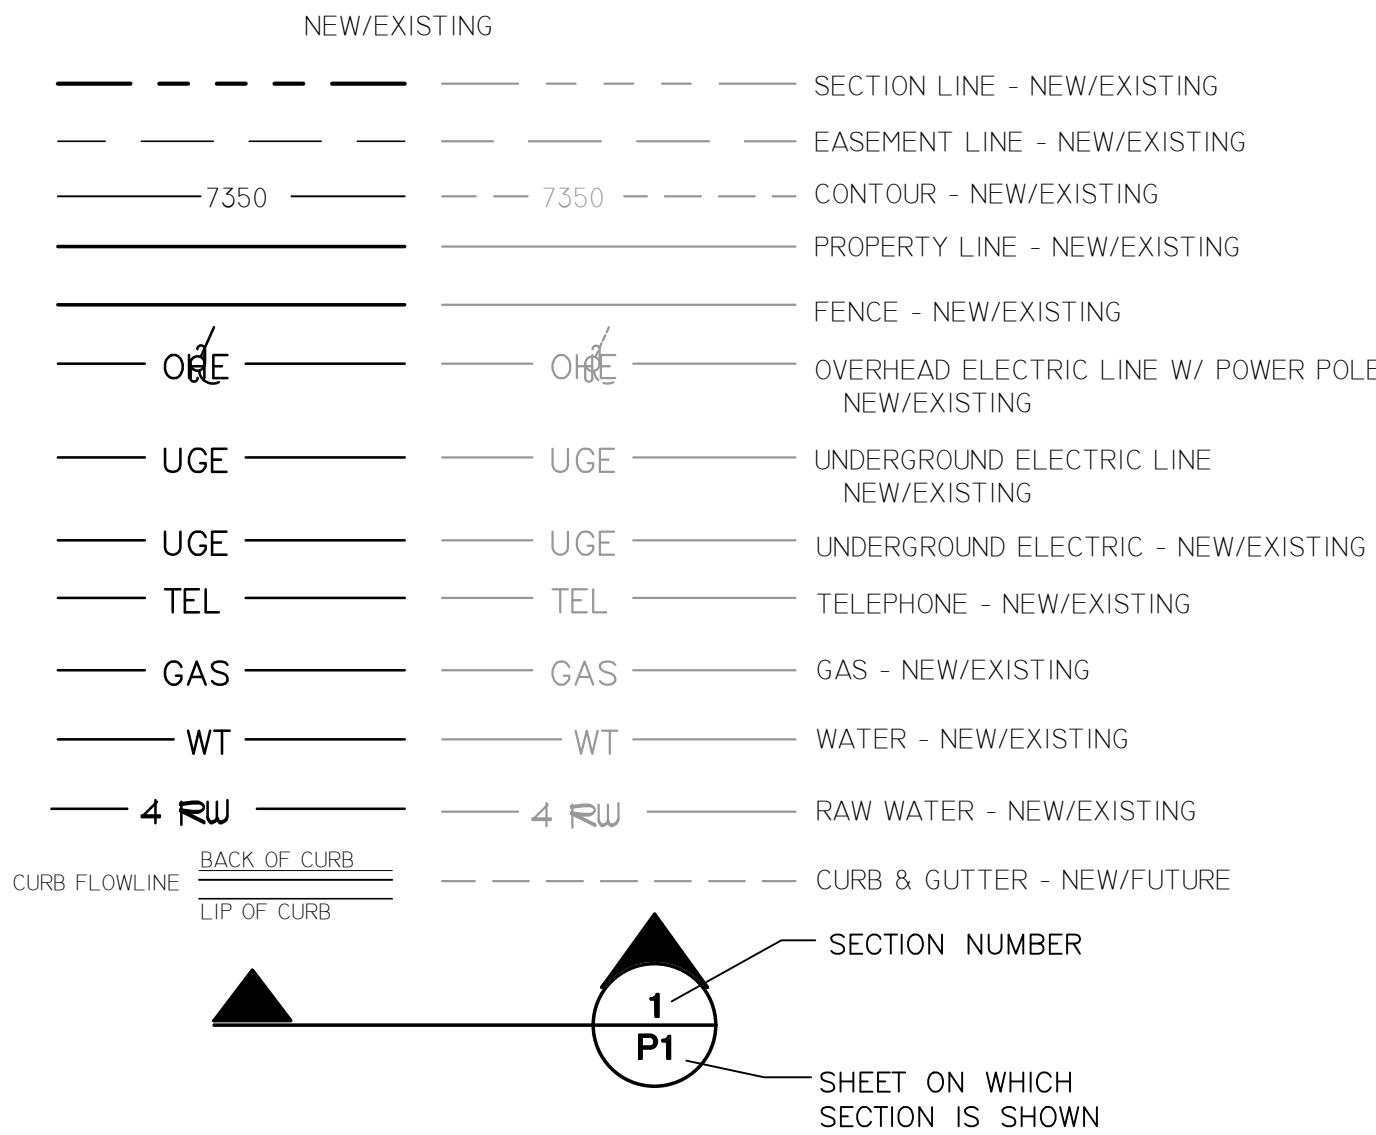 NEW/EXISTING
SECTION LINE - NEW/EXISTING
EASEMENT LINE - NEW/EXISTING
7350 7350 CONTOUR - NEW/EXISTING
PROPERTY LINE - NEW/EXISTING
FENCE - NEW/EXISTING
OHE OHE OVERHEAD ELECTRIC LINE W/ POWER POLE
NEW/EXISTING
UGE UGE UNDERGROUND ELECTRIC LINE
NEW/EXISTING
UGE UGE UNDERGROUND ELECTRIC - NEW/EXISTING
TEL TEL TELEPHONE - NEW/EXISTING
GAS GAS GAS - NEW/EXISTING
WT WT WATER - NEW/EXISTING
4 RW 4 RW RAW WATER - NEW/EXISTING
BACK OF CURB
CURB FLOWLINE CURB & GUTTER - NEW/FUTURE
LIP OF CURB
SECTION NUMBER
1
P1
SHEET ON WHICH
SECTION IS SHOWN